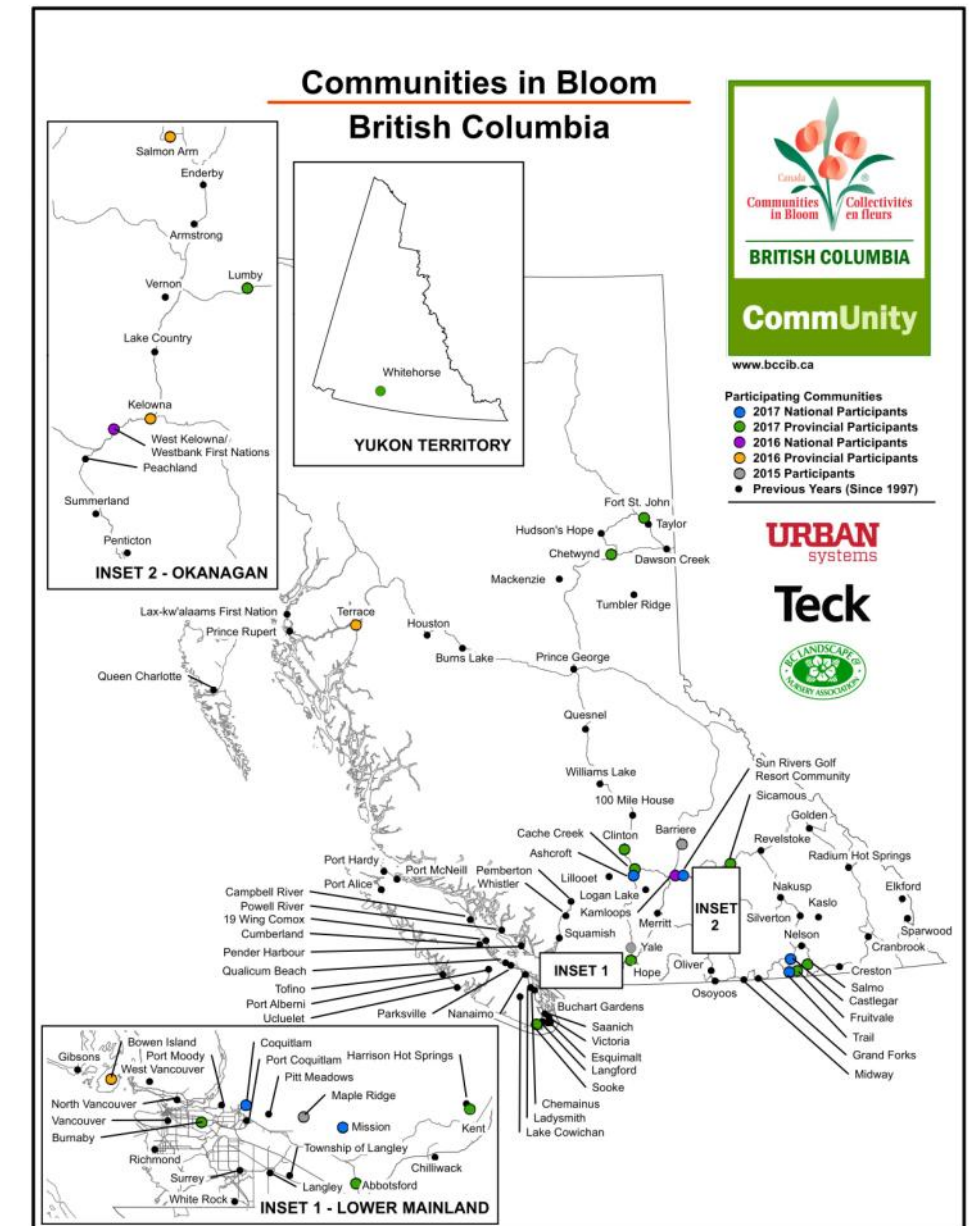 Communities in Bloom
British Columbia
Salmon Arm
Enderby
Armstrong
Lumby
Vernon
Lake Country
Kelowna
West Kelowna/
Westbank First Nations
Peachland
Summerland
Penticton
INSET 2 - OKANAGAN
Whitehorse
YUKON TERRITORY
Canada
®
Communities
in Bloom
Collectivités
en fleurs
BRITISH COLUMBIA
CommUnity
www.bccib.ca
Participating Communities
2017 National Participants
2017 Provincial Participants
2016 National Participants
2016 Provincial Participants
2015 Participants
Previous Years (Since 1997)
URBAN
systems
Teck
BC LANDSCAPE &
NURSERY ASSOCIATION
Fort St. John
Taylor
Hudson's Hope
Chetwynd
Dawson Creek
Mackenzie
Tumbler Ridge
Lax-kw'alaams First Nation
Terrace
Prince Rupert
Houston
Burns Lake
Prince George
Queen Charlotte
Quesnel
Williams Lake
100 Mile House
Sun Rivers Golf
Resort Community
Sicamous
Golden
Cache Creek
Clinton
Barriere
Revelstoke
Ashcroft
Radium Hot Springs
Port Hardy
Port McNeill
Pemberton
Lillooet
Port Alice
Whistler
Logan Lake
Kamloops
Nakusp
Elkford
Campbell River
Powell River
19 Wing Comox
Cumberland
Pender Harbour
Qualicum Beach
Tofino
Port Alberni
Ucluelet
Parksville
Nanaimo
Squamish
Merritt
INSET
2
Silverton
Kaslo
Sparwood
Nelson
Cranbrook
Yale
Hope
INSET 1
Oliver
Osoyoos
Creston
Salmo
Castlegar
Fruitvale
Trail
Grand Forks
Midway
Buchart Gardens
Saanich
Victoria
Esquimalt
Langford
Sooke
Chemainus
Ladysmith
Lake Cowichan
Gibsons
Bowen Island
West Vancouver
Port Moody
Coquitlam
Port Coquitlam
Pitt Meadows
Harrison Hot Springs
Maple Ridge
North Vancouver
Vancouver
Burnaby
Mission
Kent
Richmond
Township of Langley
Chilliwack
Surrey
White Rock
Langley
Abbotsford
INSET 1 - LOWER MAINLAND